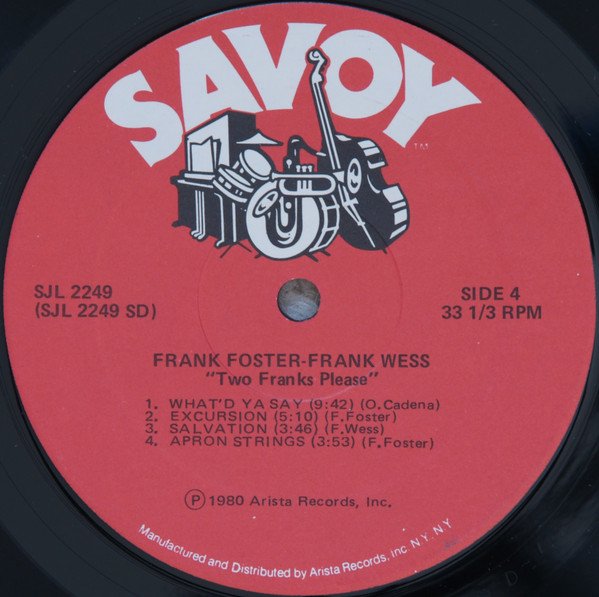 SAVOY
TM
SJL 2249
(SJL 2249 SD)
SIDE 4
33 1/3 RPM
FRANK FOSTER-FRANK WESS
"Two Franks Please"
1. WHAT'D YA SAY (9:42) (O. Cadena)
2. EXCURSION (5:10) (F. Foster)
3. SALVATION (3:46) (F. Wess)
4. APRON STRINGS (3:53) (F. Foster)
Ⓟ 1980 Arista Records, Inc.
Manufactured and Distributed by Arista Records, Inc. N.Y. N.Y.